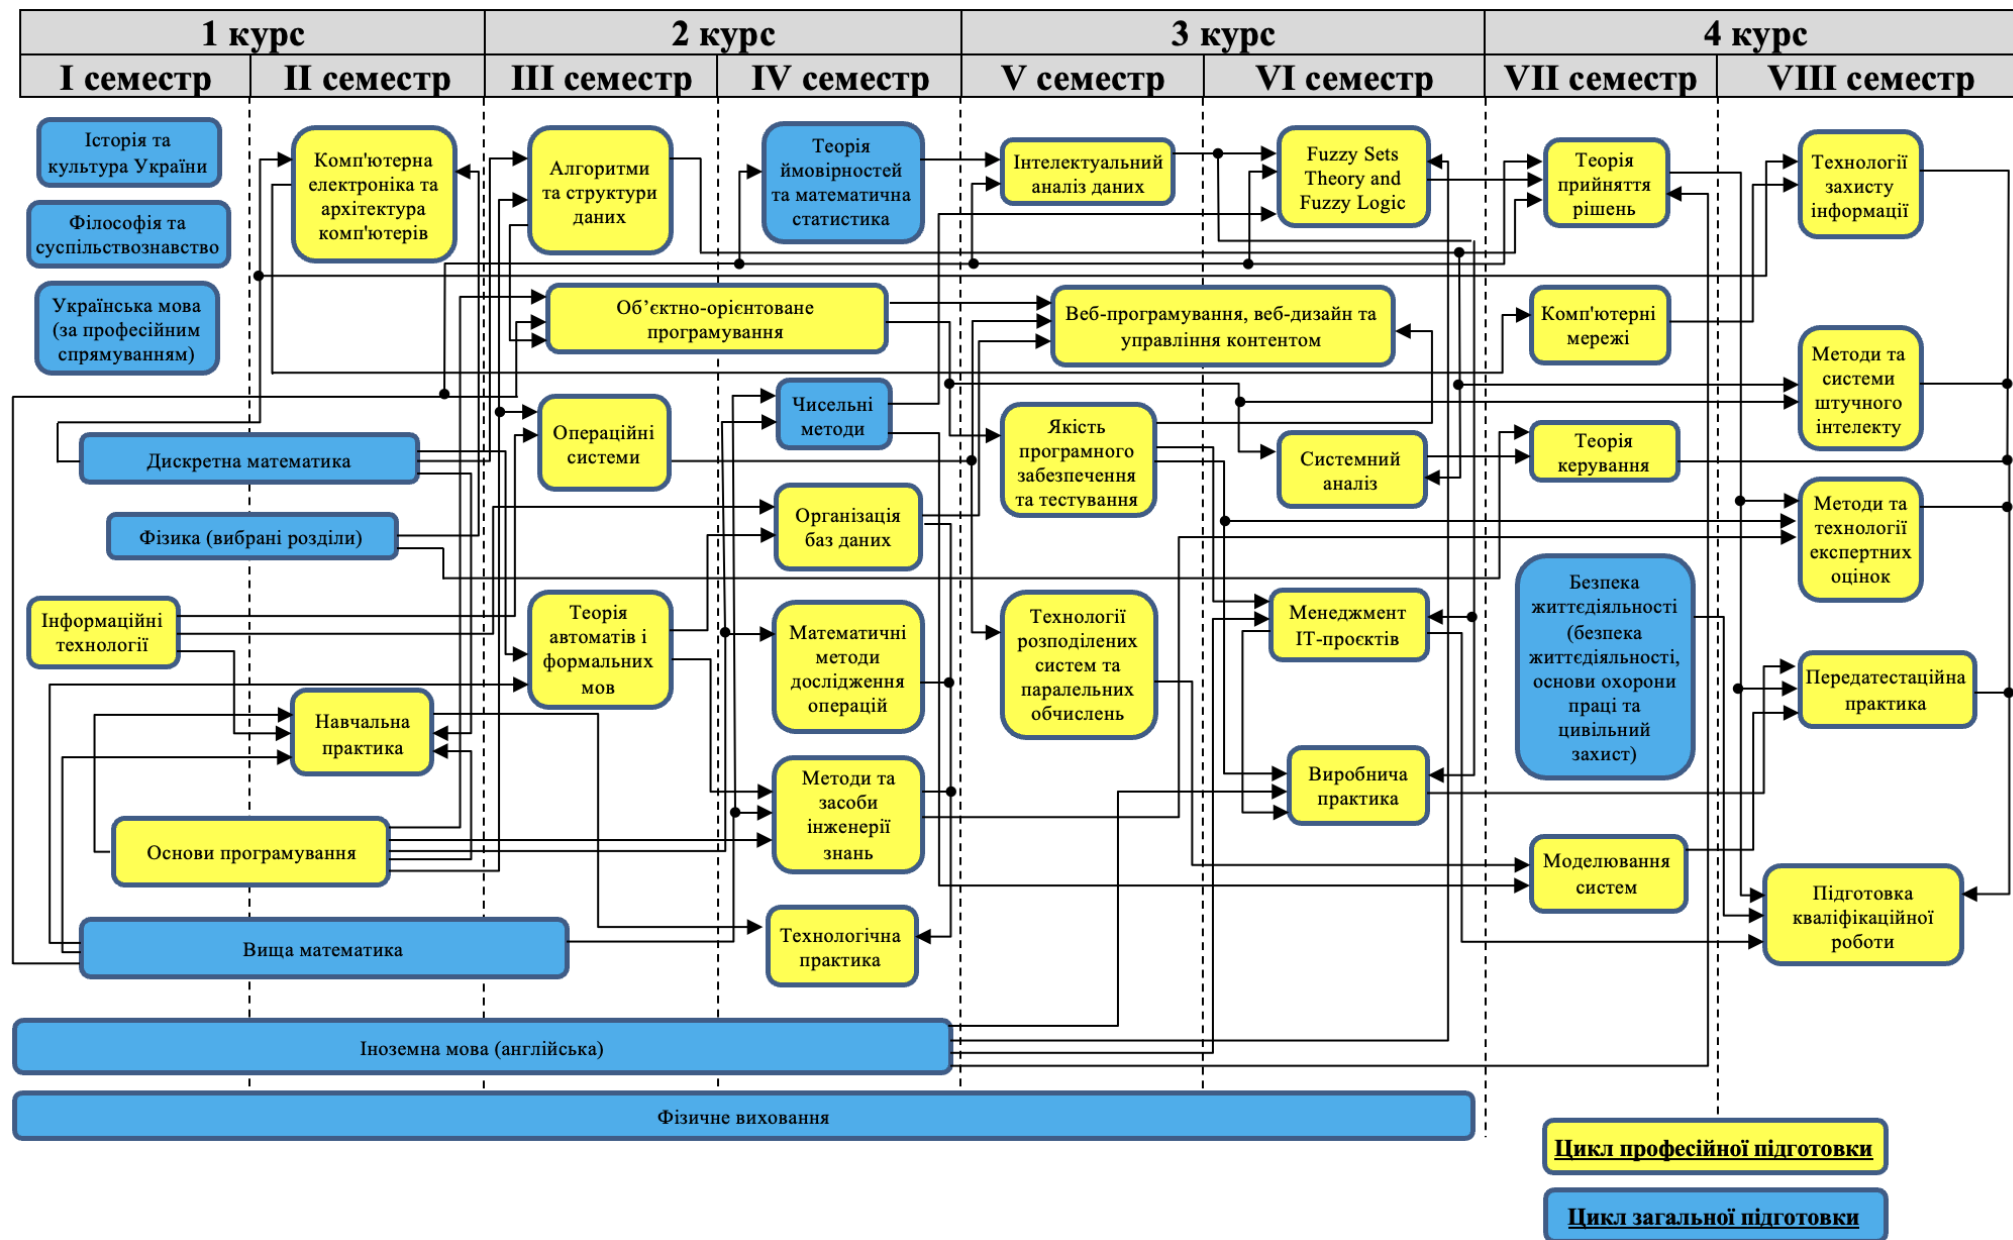 1 курс
2 курс
3 курс
4 курс
I семестр
II семестр
III семестр
IV семестр
V семестр
VI семестр
VII семестр
VIII семестр
Історія та
культура України
Філософія та
суспільствознавство
Українська мова
(за професійним
спрямуванням)
Дискретна математика
Фізика (вибрані розділи)
Інформаційні
технології
Основи програмування
Вища математика
Іноземна мова (англійська)
Фізичне виховання
Комп'ютерна
електроніка та
архітектура
комп'ютерів
Навчальна
практика
Алгоритми
та структури
даних
Об’єктно-орієнтоване
програмування
Операційні
системи
Теорія
автоматів і
формальних
мов
Теорія
ймовірностей
та математична
статистика
Чисельні
методи
Організація
баз даних
Математичні
методи
дослідження
операцій
Методи та
засоби
інженерії
знань
Технологічна
практика
Інтелектуальний
аналіз даних
Веб-програмування, веб-дизайн та
управління контентом
Якість
програмного
забезпечення
та тестування
Технології
розподілених
систем та
паралельних
обчислень
Fuzzy Sets
Theory and
Fuzzy Logic
Системний
аналіз
Менеджмент
ІТ-проєктів
Виробнича
практика
Теорія
прийняття
рішень
Комп'ютерні
мережі
Теорія
керування
Безпека
життєдіяльності
(безпека
життєдіяльності,
основи охорони
праці та
цивільний
захист)
Моделювання
систем
Технології
захисту
інформації
Методи та
системи
штучного
інтелекту
Методи та
технології
експертних
оцінок
Передатестаційна
практика
Підготовка
кваліфікаційної
роботи
Цикл професійної підготовки
Цикл загальної підготовки